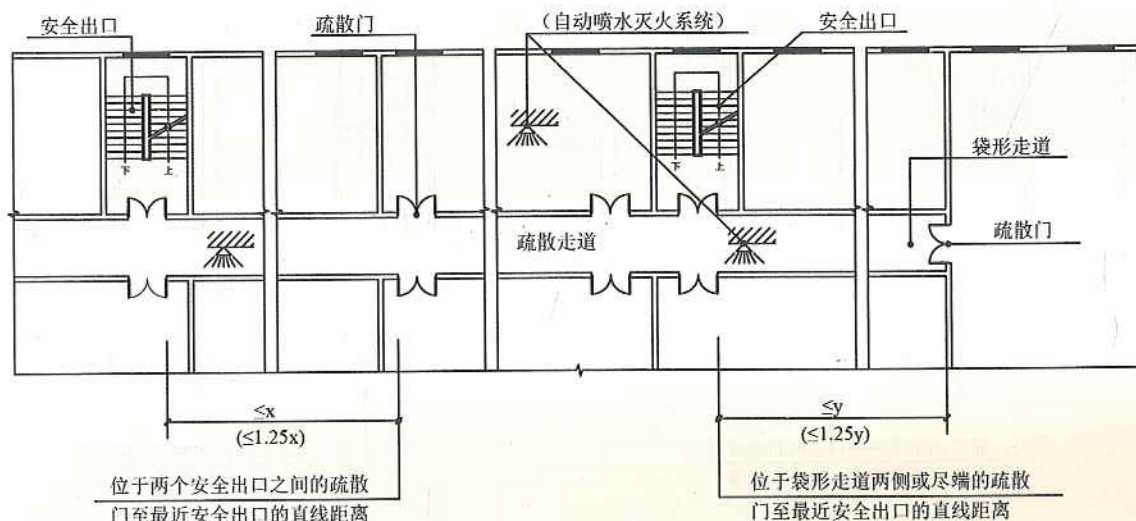 安全出口
疏散门
（自动喷水灭火系统）
安全出口
下 上
下 上
袋形走道
疏散走道
疏散门
≤x
(≤1.25x)
≤y
(≤1.25y)
位于两个安全出口之间的疏散
门至最近安全出口的直线距离
位于袋形走道两侧或尽端的疏散
门至最近安全出口的直线距离